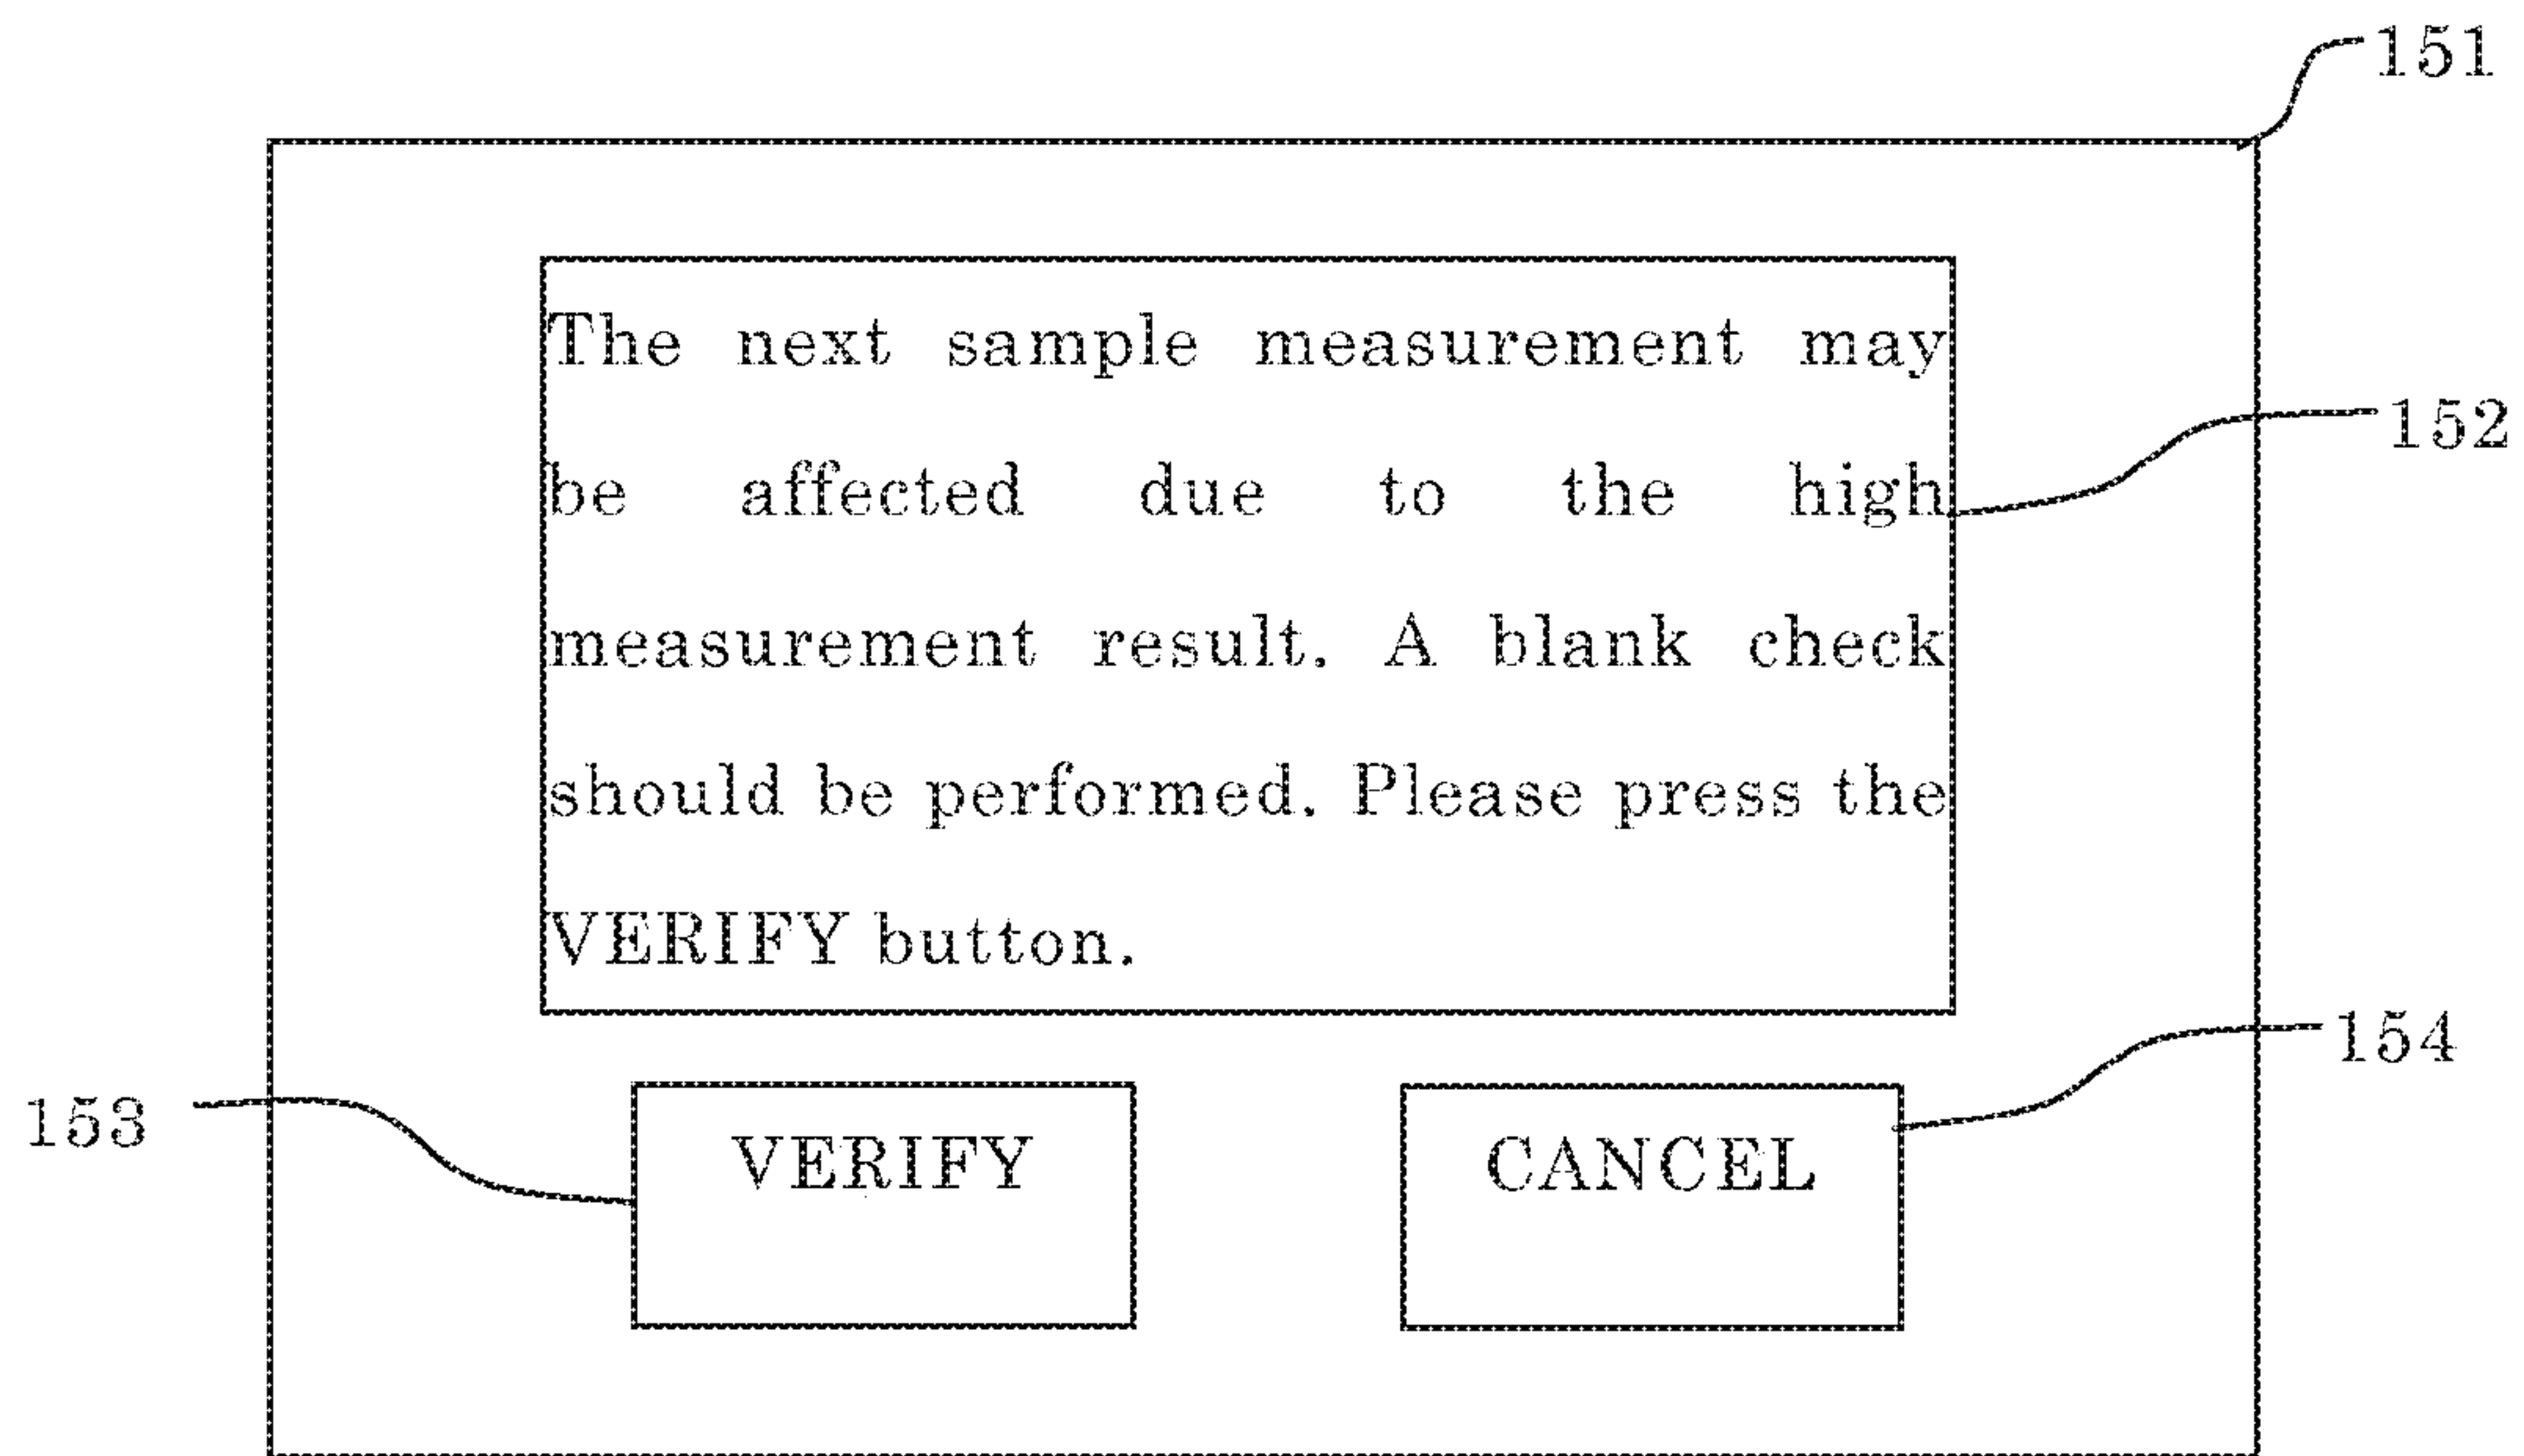 151
The next sample measurement may
be affected due to the high
152
measurement result. A blank check
should be performed. Please press the
VERIFY button.
154
153
VERIFY CANCEL